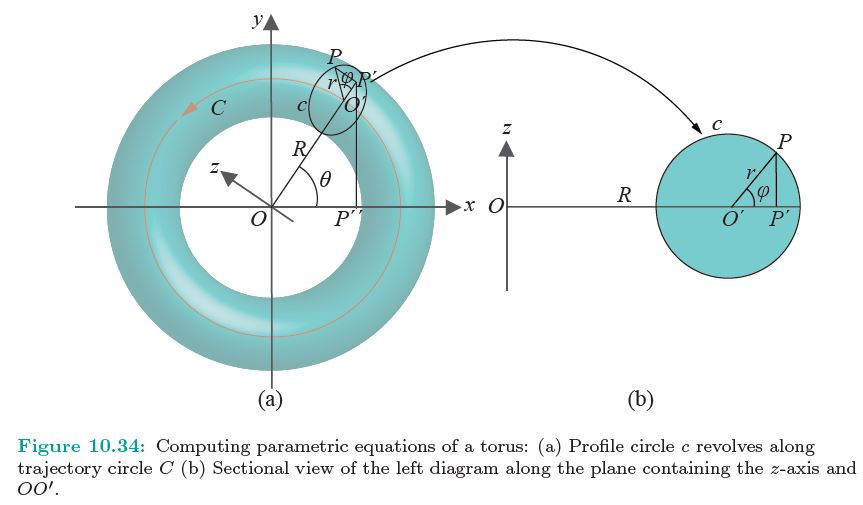 y
P
φ
P′
r
C
c
O′
R
z
θ
x
O
P′′
(a)
c
z
P
r
φ
R
O
O′
P′
(b)
Figure 10.34: Computing parametric equations of a torus: (a) Profile circle c revolves along
trajectory circle C (b) Sectional view of the left diagram along the plane containing the z-axis and
OO′.